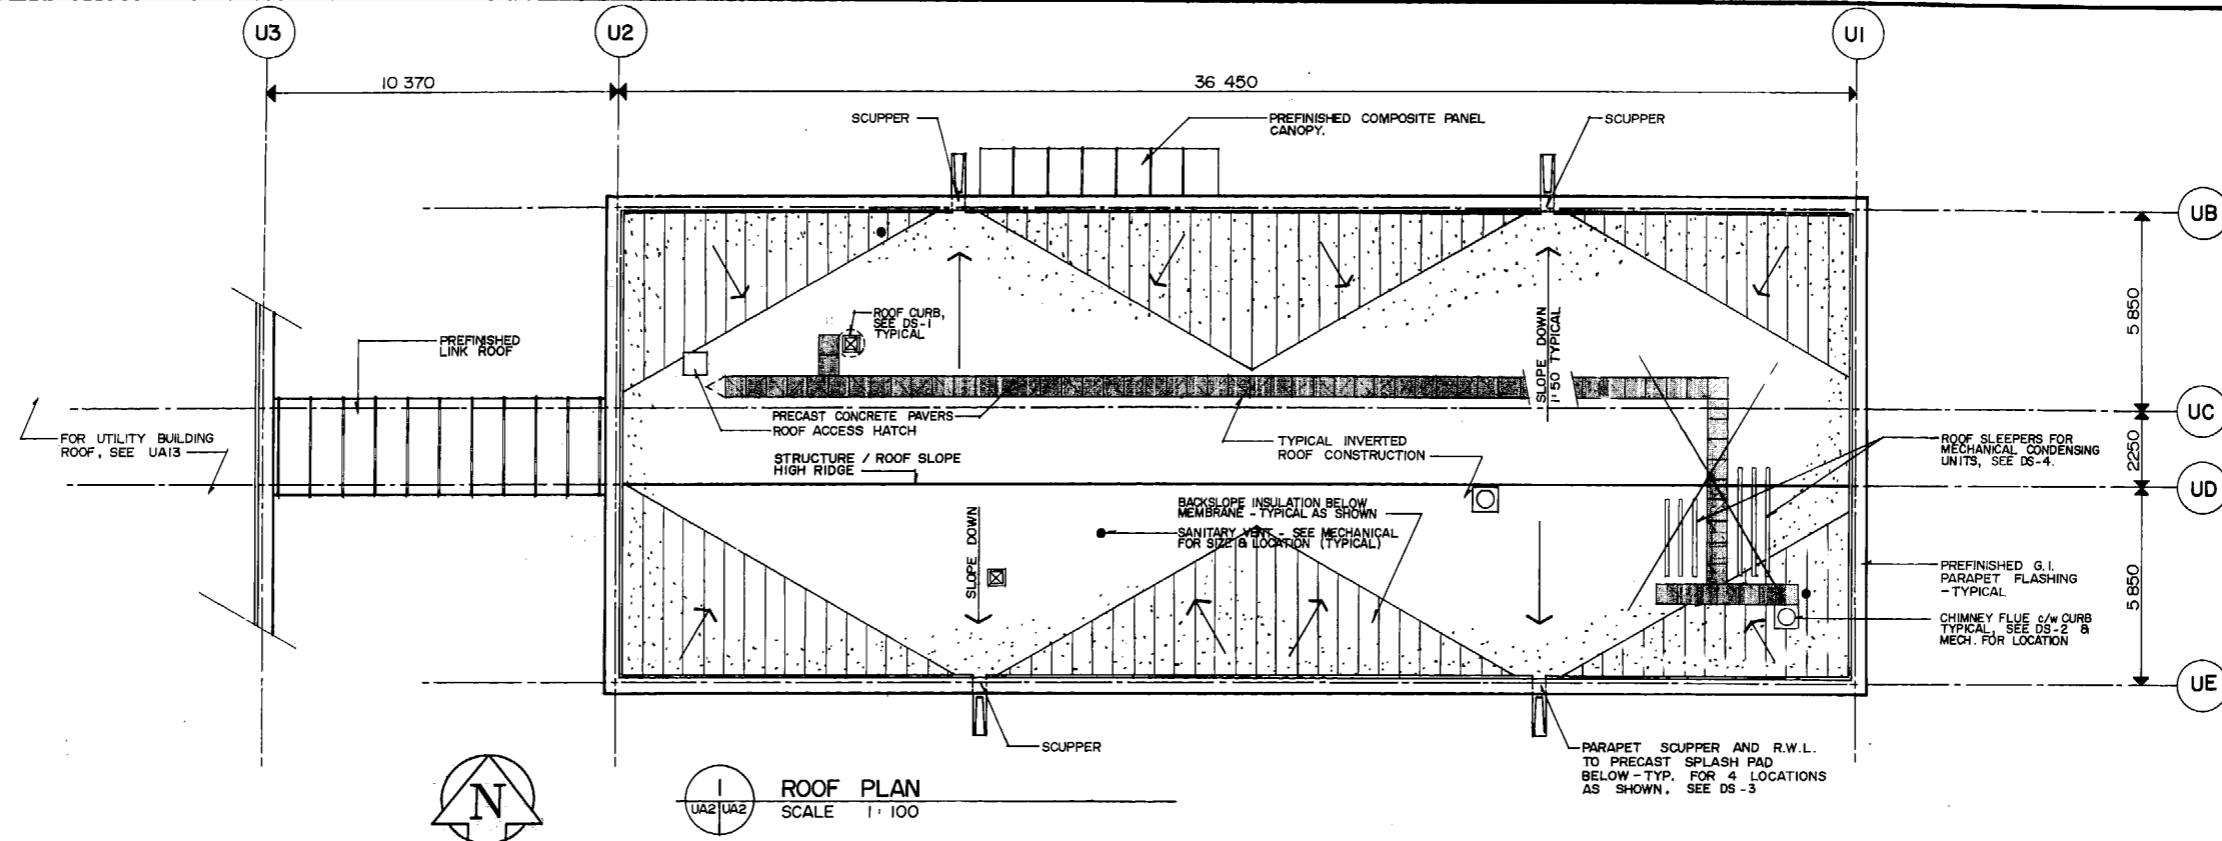 U3
U2
U1
10 370
36 450
SCUPPER
PREFINISHED COMPOSITE PANEL
CANOPY.
SCUPPER
UB
5 850
ROOF CURB,
SEE DS-1
TYPICAL
SLOPE DOWN
1:50 TYPICAL
PREFINISHED
LINK ROOF
UC
PRECAST CONCRETE PAVERS
ROOF ACCESS HATCH
FOR UTILITY BUILDING
ROOF, SEE UA13
TYPICAL INVERTED
ROOF CONSTRUCTION
STRUCTURE / ROOF SLOPE
HIGH RIDGE
ROOF SLEEPERS FOR
MECHANICAL CONDENSING
UNITS, SEE DS-4.
2250
UD
BACKSLOPE INSULATION BELOW
MEMBRANE - TYPICAL AS SHOWN
SANITARY VENT - SEE MECHANICAL
FOR SIZE & LOCATION (TYPICAL)
SLOPE DOWN
PREFINISHED G.I.
PARAPET FLASHING
- TYPICAL
5 850
CHIMNEY FLUE c/w CURB
TYPICAL, SEE DS-2 &
MECH. FOR LOCATION
UE
SCUPPER
PARAPET SCUPPER AND R.W.L.
TO PRECAST SPLASH PAD
BELOW - TYP. FOR 4 LOCATIONS
AS SHOWN. SEE DS-3
N
1
UA2 UA2
ROOF PLAN
SCALE 1:100